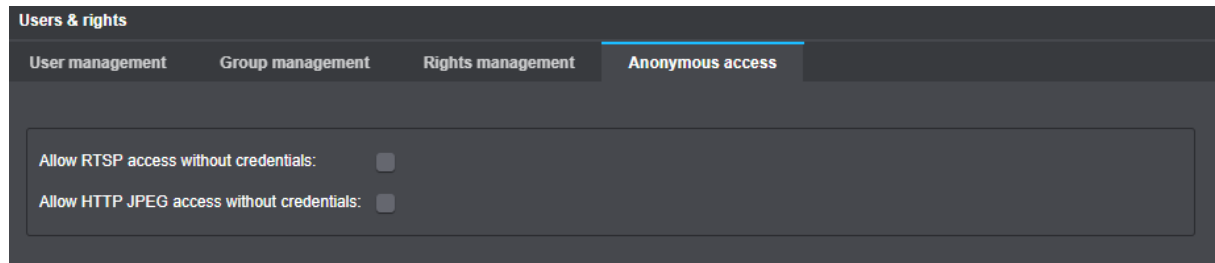 Users & rights
User management Group management Rights management Anonymous access
Allow RTSP access without credentials:
Allow HTTP JPEG access without credentials: